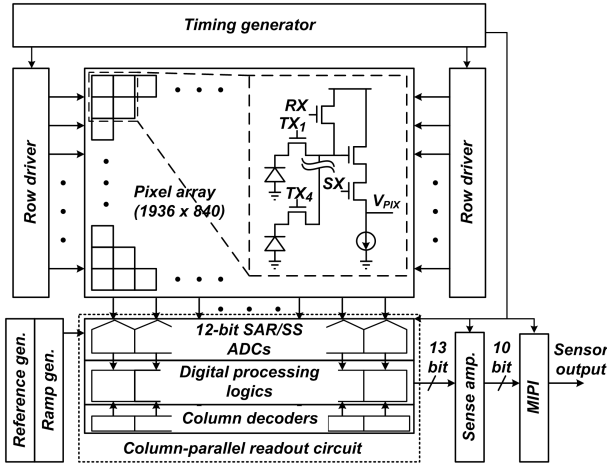 Timing generator
Row driver
Row driver
RX
TX1
TX4
SX
VPIX
Pixel array
(1936 x 840)
Reference gen.
Ramp gen.
12-bit SAR/SS
ADCs
Digital processing
logics
Column decoders
Column-parallel readout circuit
13
bit
Sense amp.
10
bit
MIPI
Sensor
output